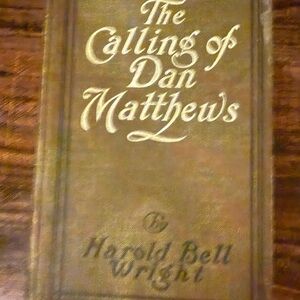 The
Calling of
Dan
Matthews
By
Harold Bell
Wright